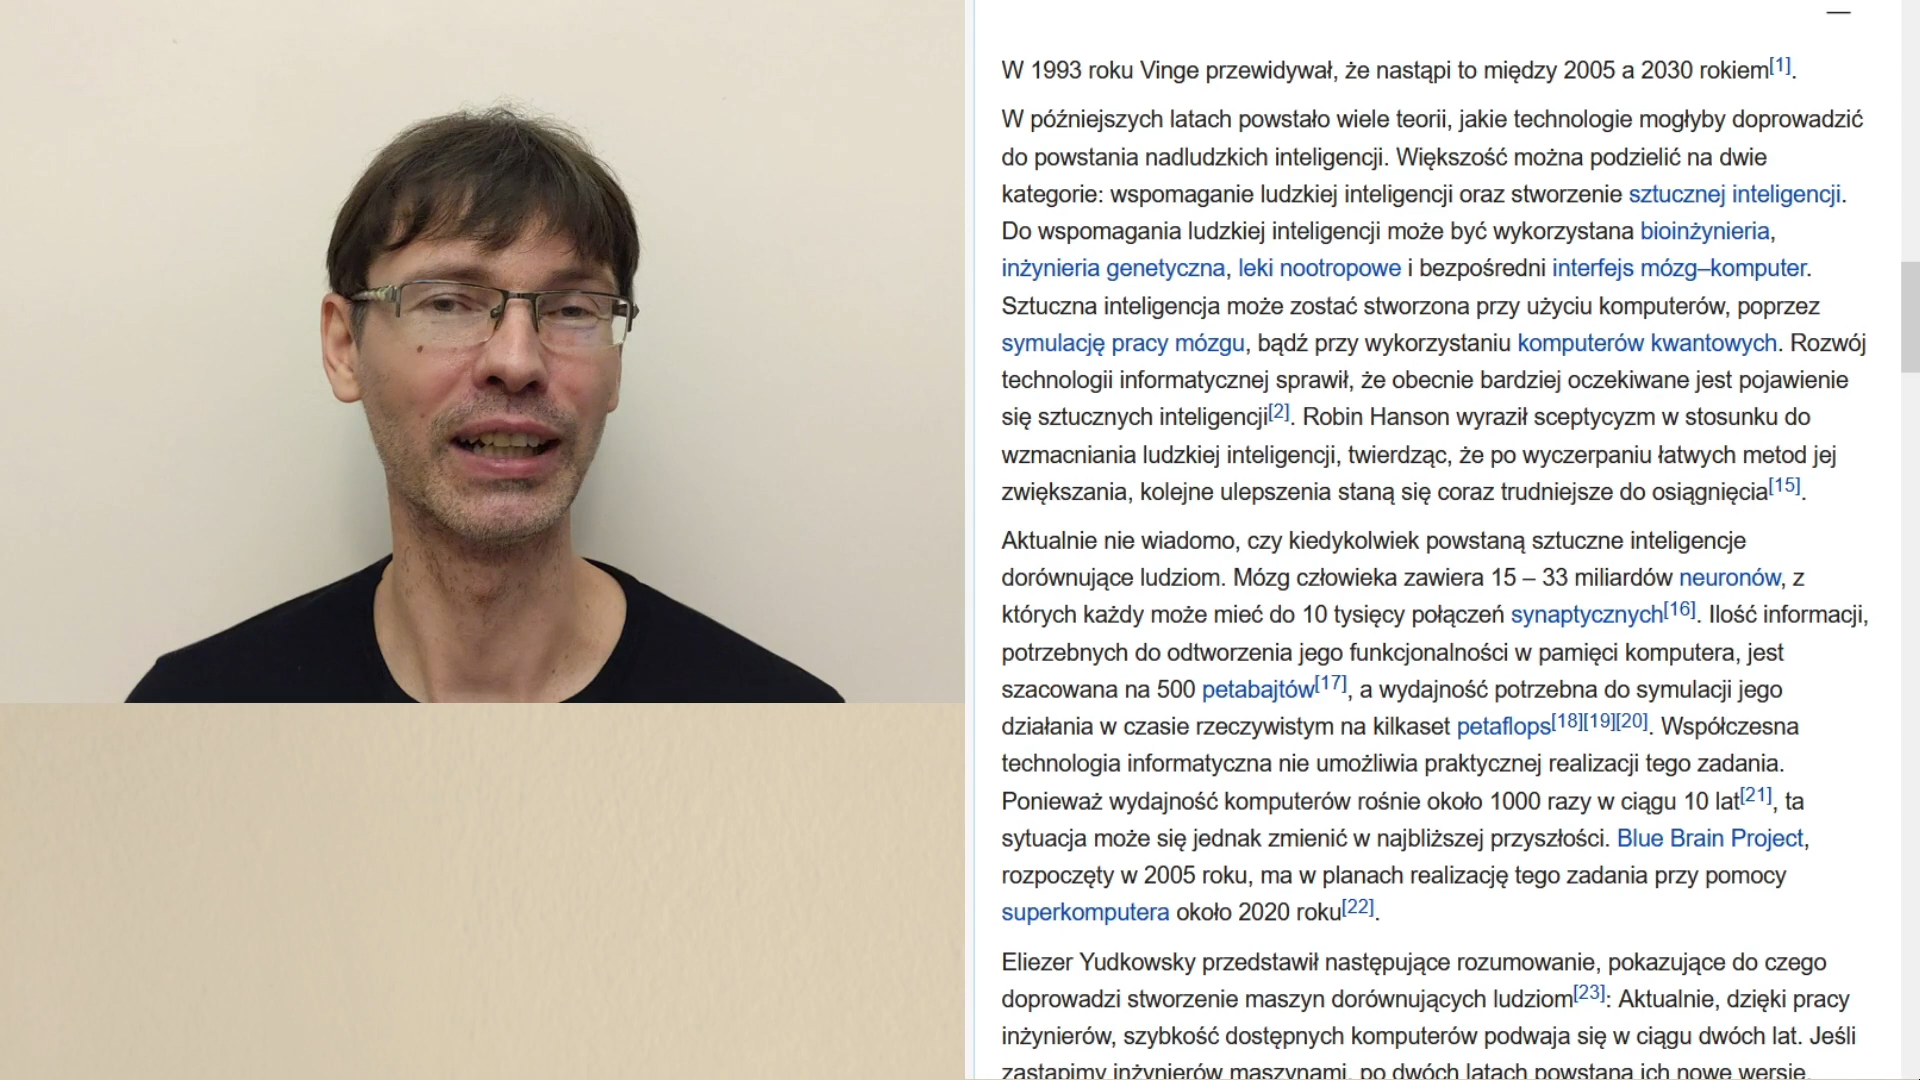 W 1993 roku Vinge przewidywał, że nastąpi to między 2005 a 2030 rokiem[1].
W późniejszych latach powstało wiele teorii, jakie technologie mogłyby doprowadzić
do powstania nadludzkich inteligencji. Większość można podzielić na dwie
kategorie: wspomaganie ludzkiej inteligencji oraz stworzenie sztucznej inteligencji.
Do wspomagania ludzkiej inteligencji może być wykorzystana bioinżynieria,
inżynieria genetyczna, leki nootropowe i bezpośredni interfejs mózg–komputer.
Sztuczna inteligencja może zostać stworzona przy użyciu komputerów, poprzez
symulację pracy mózgu, bądź przy wykorzystaniu komputerów kwantowych. Rozwój
technologii informatycznej sprawił, że obecnie bardziej oczekiwane jest pojawienie
się sztucznych inteligencji[2]. Robin Hanson wyraził sceptycyzm w stosunku do
wzmacniania ludzkiej inteligencji, twierdząc, że po wyczerpaniu łatwych metod jej
zwiększania, kolejne ulepszenia staną się coraz trudniejsze do osiągnięcia[15].
Aktualnie nie wiadomo, czy kiedykolwiek powstaną sztuczne inteligencje
dorównujące ludziom. Mózg człowieka zawiera 15 – 33 miliardów neuronów, z
których każdy może mieć do 10 tysięcy połączeń synaptycznych[16]. Ilość informacji,
potrzebnych do odtworzenia jego funkcjonalności w pamięci komputera, jest
szacowana na 500 petabajtów[17], a wydajność potrzebna do symulacji jego
działania w czasie rzeczywistym na kilkaset petaflops[18][19][20]. Współczesna
technologia informatyczna nie umożliwia praktycznej realizacji tego zadania.
Ponieważ wydajność komputerów rośnie około 1000 razy w ciągu 10 lat[21], ta
sytuacja może się jednak zmienić w najbliższej przyszłości. Blue Brain Project,
rozpoczęty w 2005 roku, ma w planach realizację tego zadania przy pomocy
superkomputera około 2020 roku[22].
Eliezer Yudkowsky przedstawił następujące rozumowanie, pokazujące do czego
doprowadzi stworzenie maszyn dorównujących ludziom[23]: Aktualnie, dzięki pracy
inżynierów, szybkość dostępnych komputerów podwaja się w ciągu dwóch lat. Jeśli
zastąpimy inżynierów maszynami, po dwóch latach powstaną ich nowe wersje,